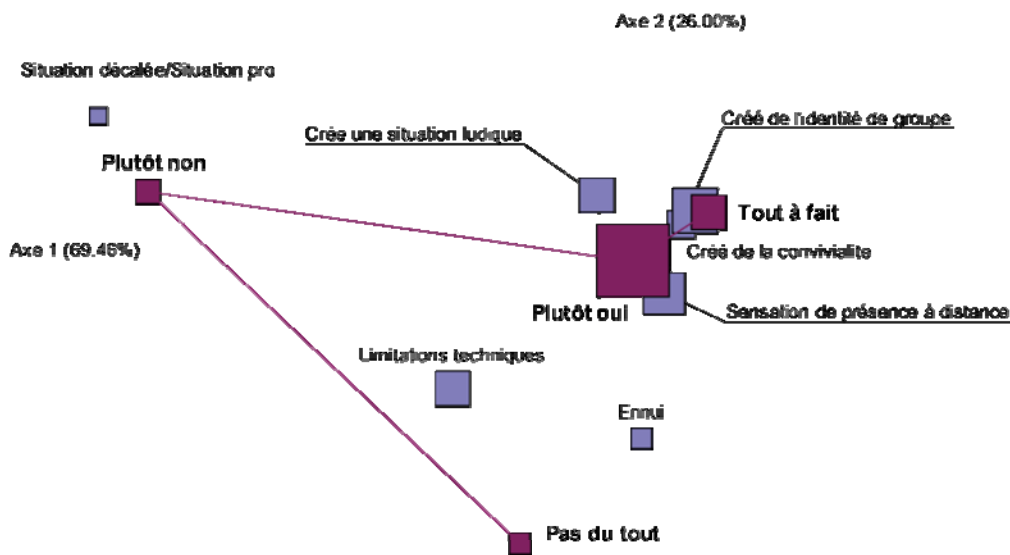 Axe 2 (26.00%)
Situation décalée/Situation pro
Créé de l'identité de groupe
Crée une situation ludique
Plutôt non
Tout à fait
Axe 1 (69.46%)
Créé de la convivialite
Plutôt oui
Sensation de présence à distance
Limitations techniques
Ennui
Pas du tout